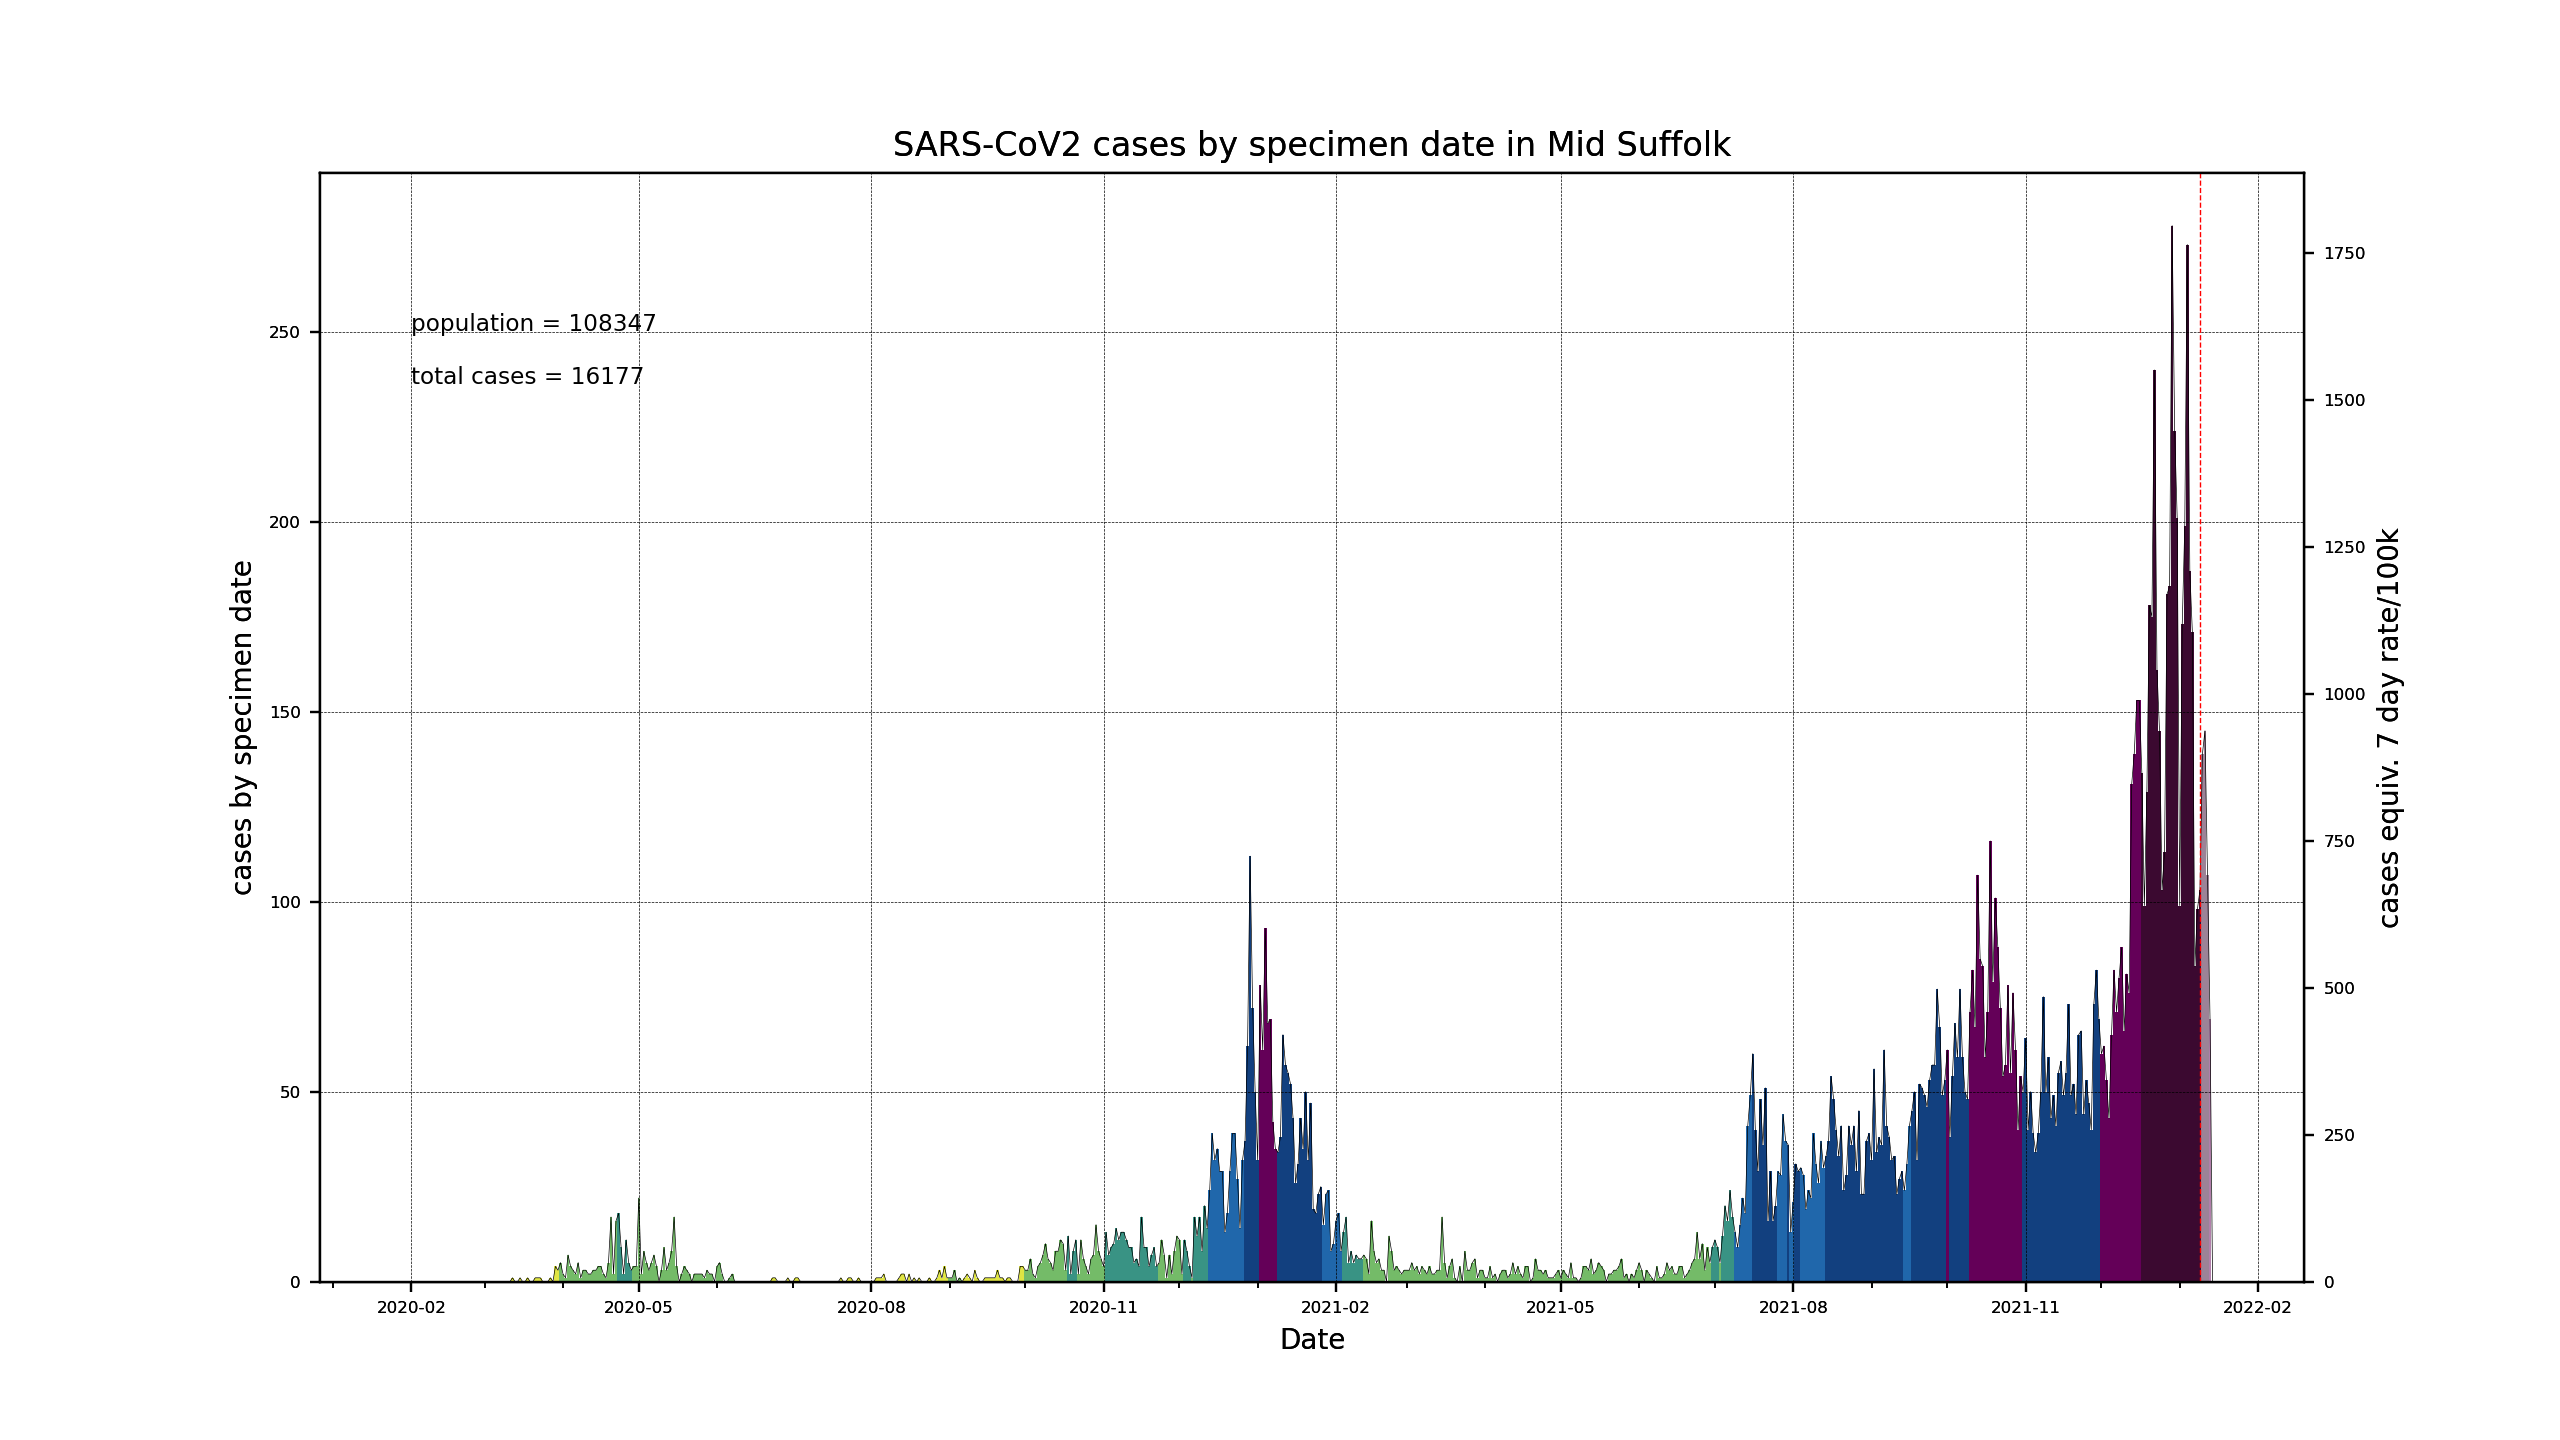 SARS-CoV2 cases by specimen date in Mid Suffolk
population = 108347
total cases = 16177
cases by specimen date
250
200
150
100
50
0
1750
1500
1250
1000
750
500
250
0
cases equiv. 7 day rate/100k
2020-02 2020-05 2020-08 2020-11 2021-02 2021-05 2021-08 2021-11 2022-02
Date